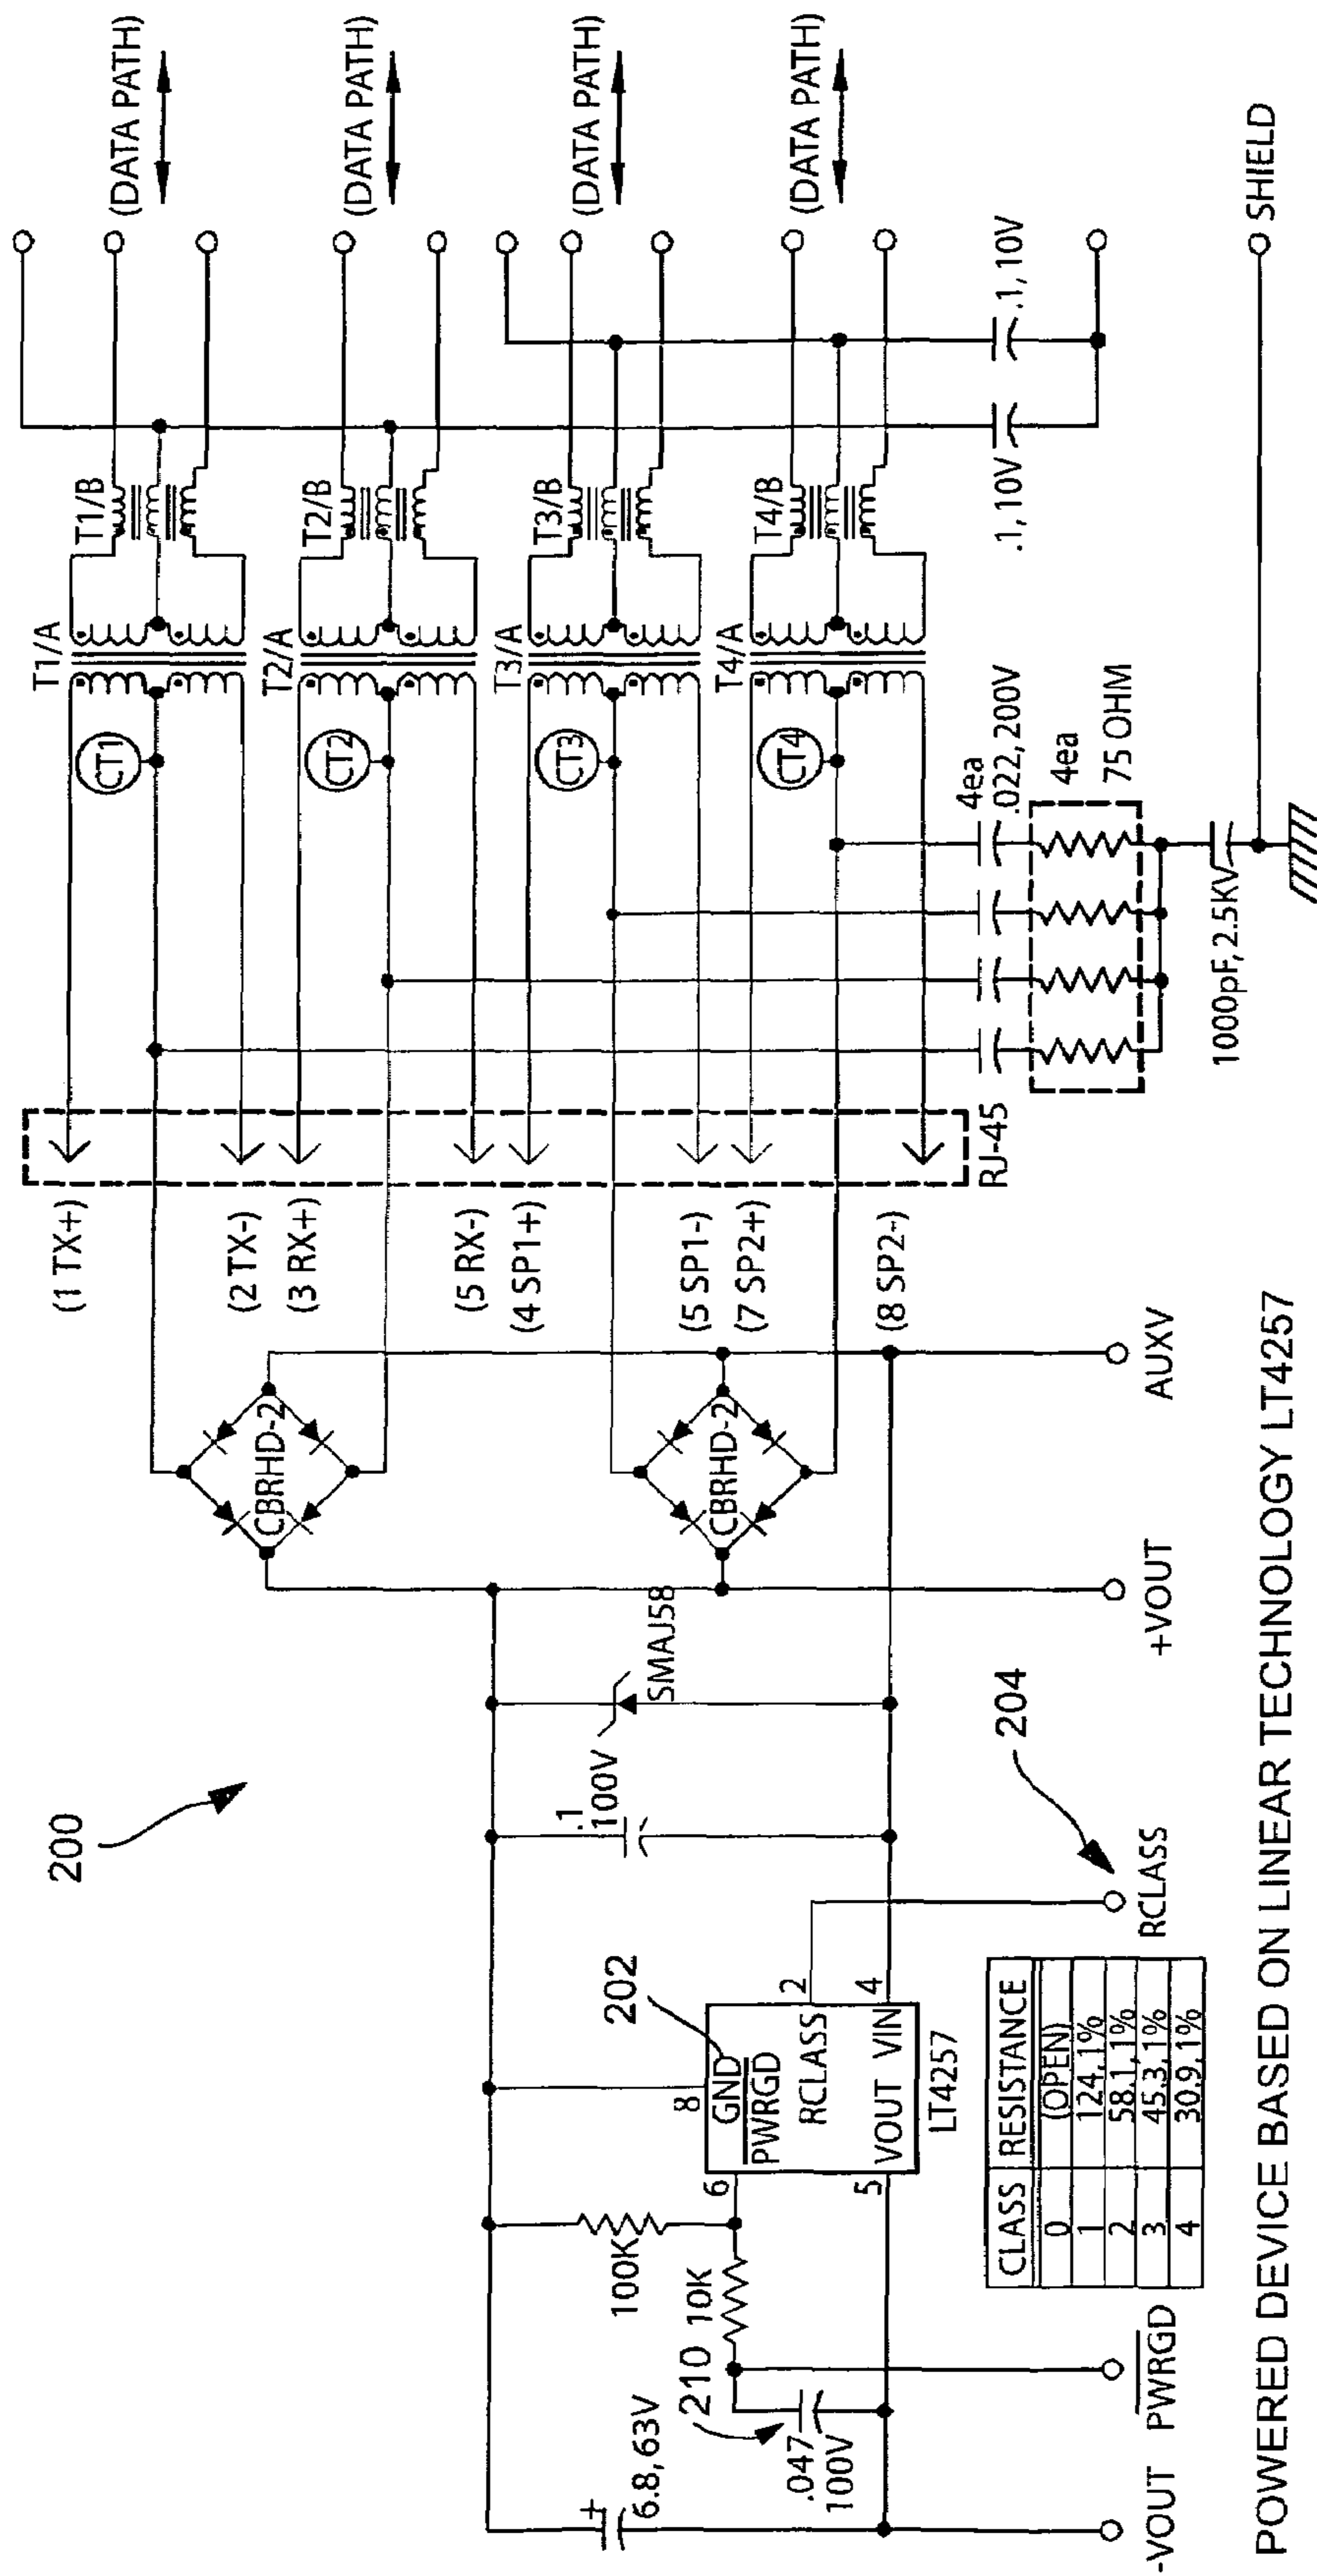 200
(1 TX+)
(2 TX-)
(3 RX+)
(5 RX-)
(4 SP1+)
(5 SP1-)
(7 SP2+)
(8 SP2-)
RJ-45
T1/A
T1/B
(DATA PATH)
CT1
T2/A
T2/B
(DATA PATH)
CT2
T3/A
T3/B
(DATA PATH)
CT3
T4/A
T4/B
(DATA PATH)
CT4
CBRHD-2
CBRHD-2
4ea
.022, 200V
4ea
75 OHM
1000pF, 2.5KV
.1, 10V
.1, 10V
SHIELD
+
6.8, 63V
210
.047
100V
10K
100K
202
8
GND
PWRGD
6
RCLASS
2
VOUT VIN
5
4
LT4257
.1
100V
SMAJ58
204
-VOUT
PWRGD
RCLASS
+VOUT
AUXV
CLASS RESISTANCE
0 (OPEN)
1 124,1%
2 58.1,1%
3 45.3,1%
4 30.9,1%
POWERED DEVICE BASED ON LINEAR TECHNOLOGY LT4257